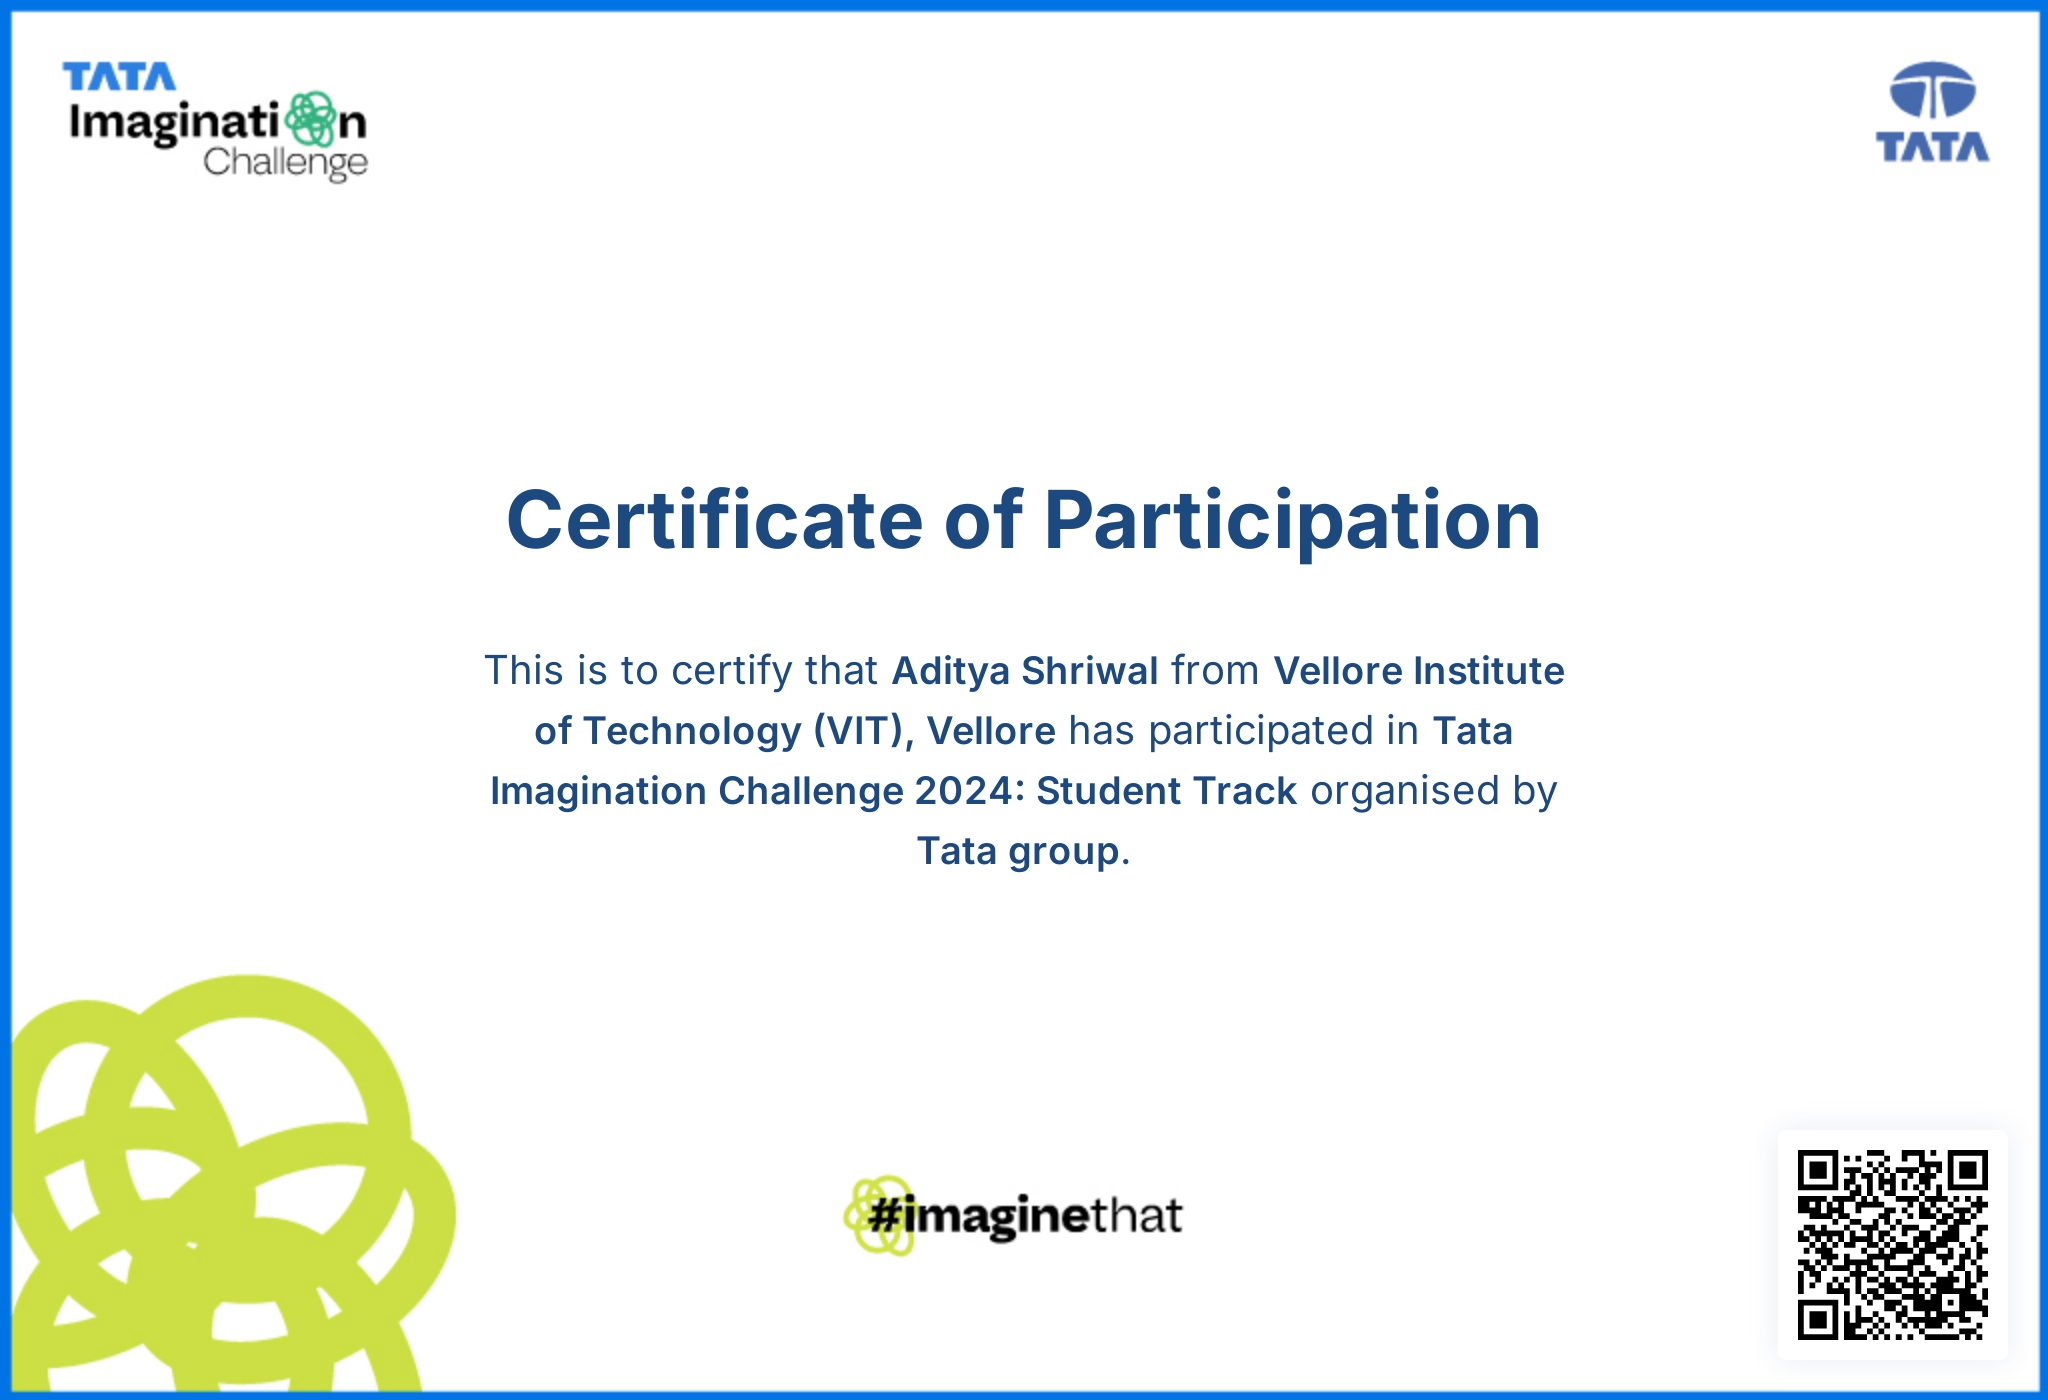 TATA
Imagination
Challenge
TATA
Certificate of Participation
This is to certify that Aditya Shriwal from Vellore Institute
of Technology (VIT), Vellore has participated in Tata
Imagination Challenge 2024: Student Track organised by
Tata group.
#imaginethat